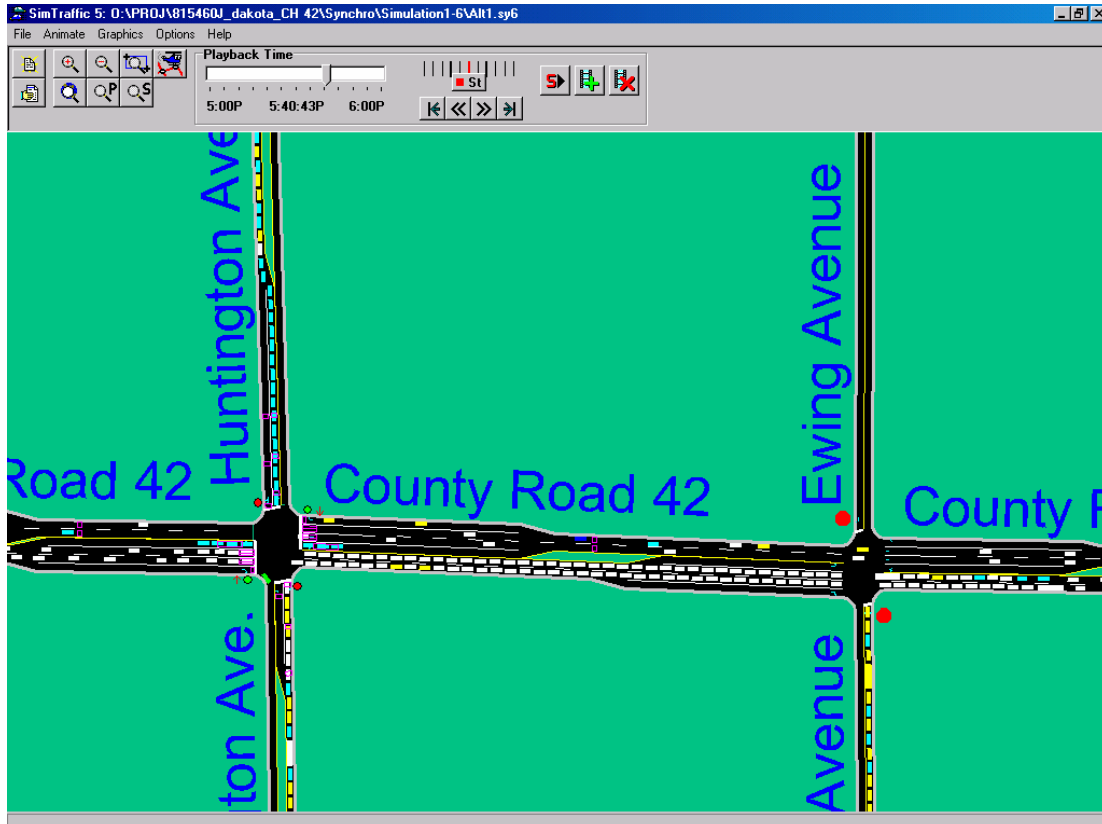 SimTraffic 5: O:\PROJ\815460J_dakota_CH 42\Synchro\Simulation1-6\Alt1.sy6
File Animate Graphics Options Help
Playback Time
P S
5:00P 5:40:43P 6:00P
St
S
Huntington Ave
Ewing Avenue
Road 42
County Road 42
County R
ton Ave.
Avenue